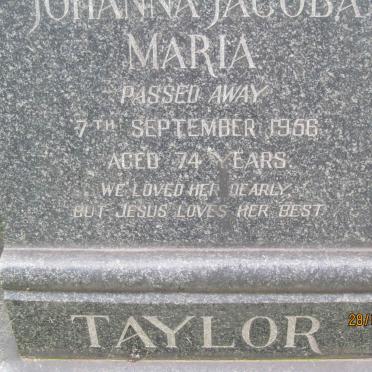 JOHANNA JACOBA
MARIA
PASSED AWAY
7TH SEPTEMBER 1956
AGED 74 YEARS
WE LOVED HER DEARLY,
BUT JESUS LOVES HER BEST
TAYLOR
28/